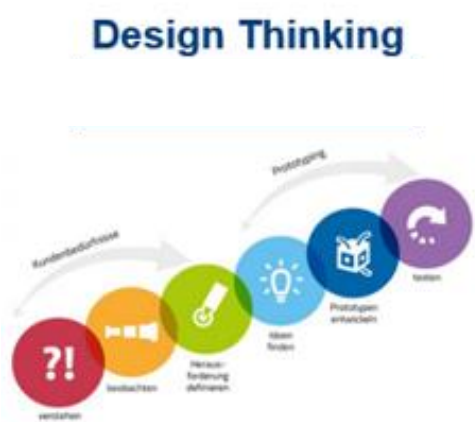 Design Thinking
Prototyping
Kundenbedürfnisse
?!
verstehen
beobachten
Heraus-
forderung
definieren
Ideen
finden
Prototypen
entwickeln
testen